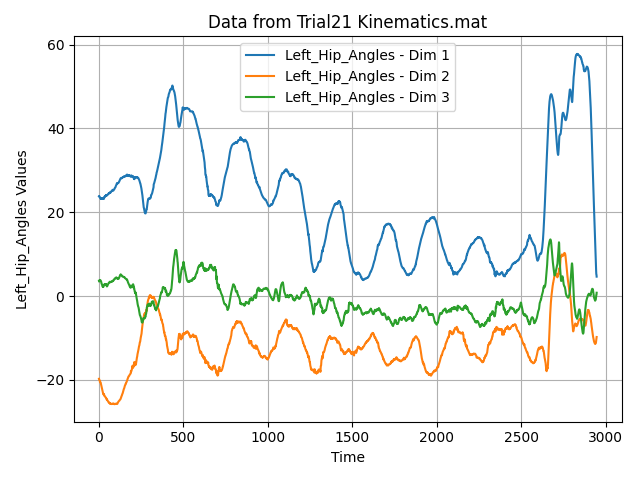 Data from Trial21 Kinematics.mat
Left_Hip_Angles - Dim 1
Left_Hip_Angles - Dim 2
Left_Hip_Angles - Dim 3
Left_Hip_Angles Values
60
40
20
0
−20
0 500 1000 1500 2000 2500 3000
Time